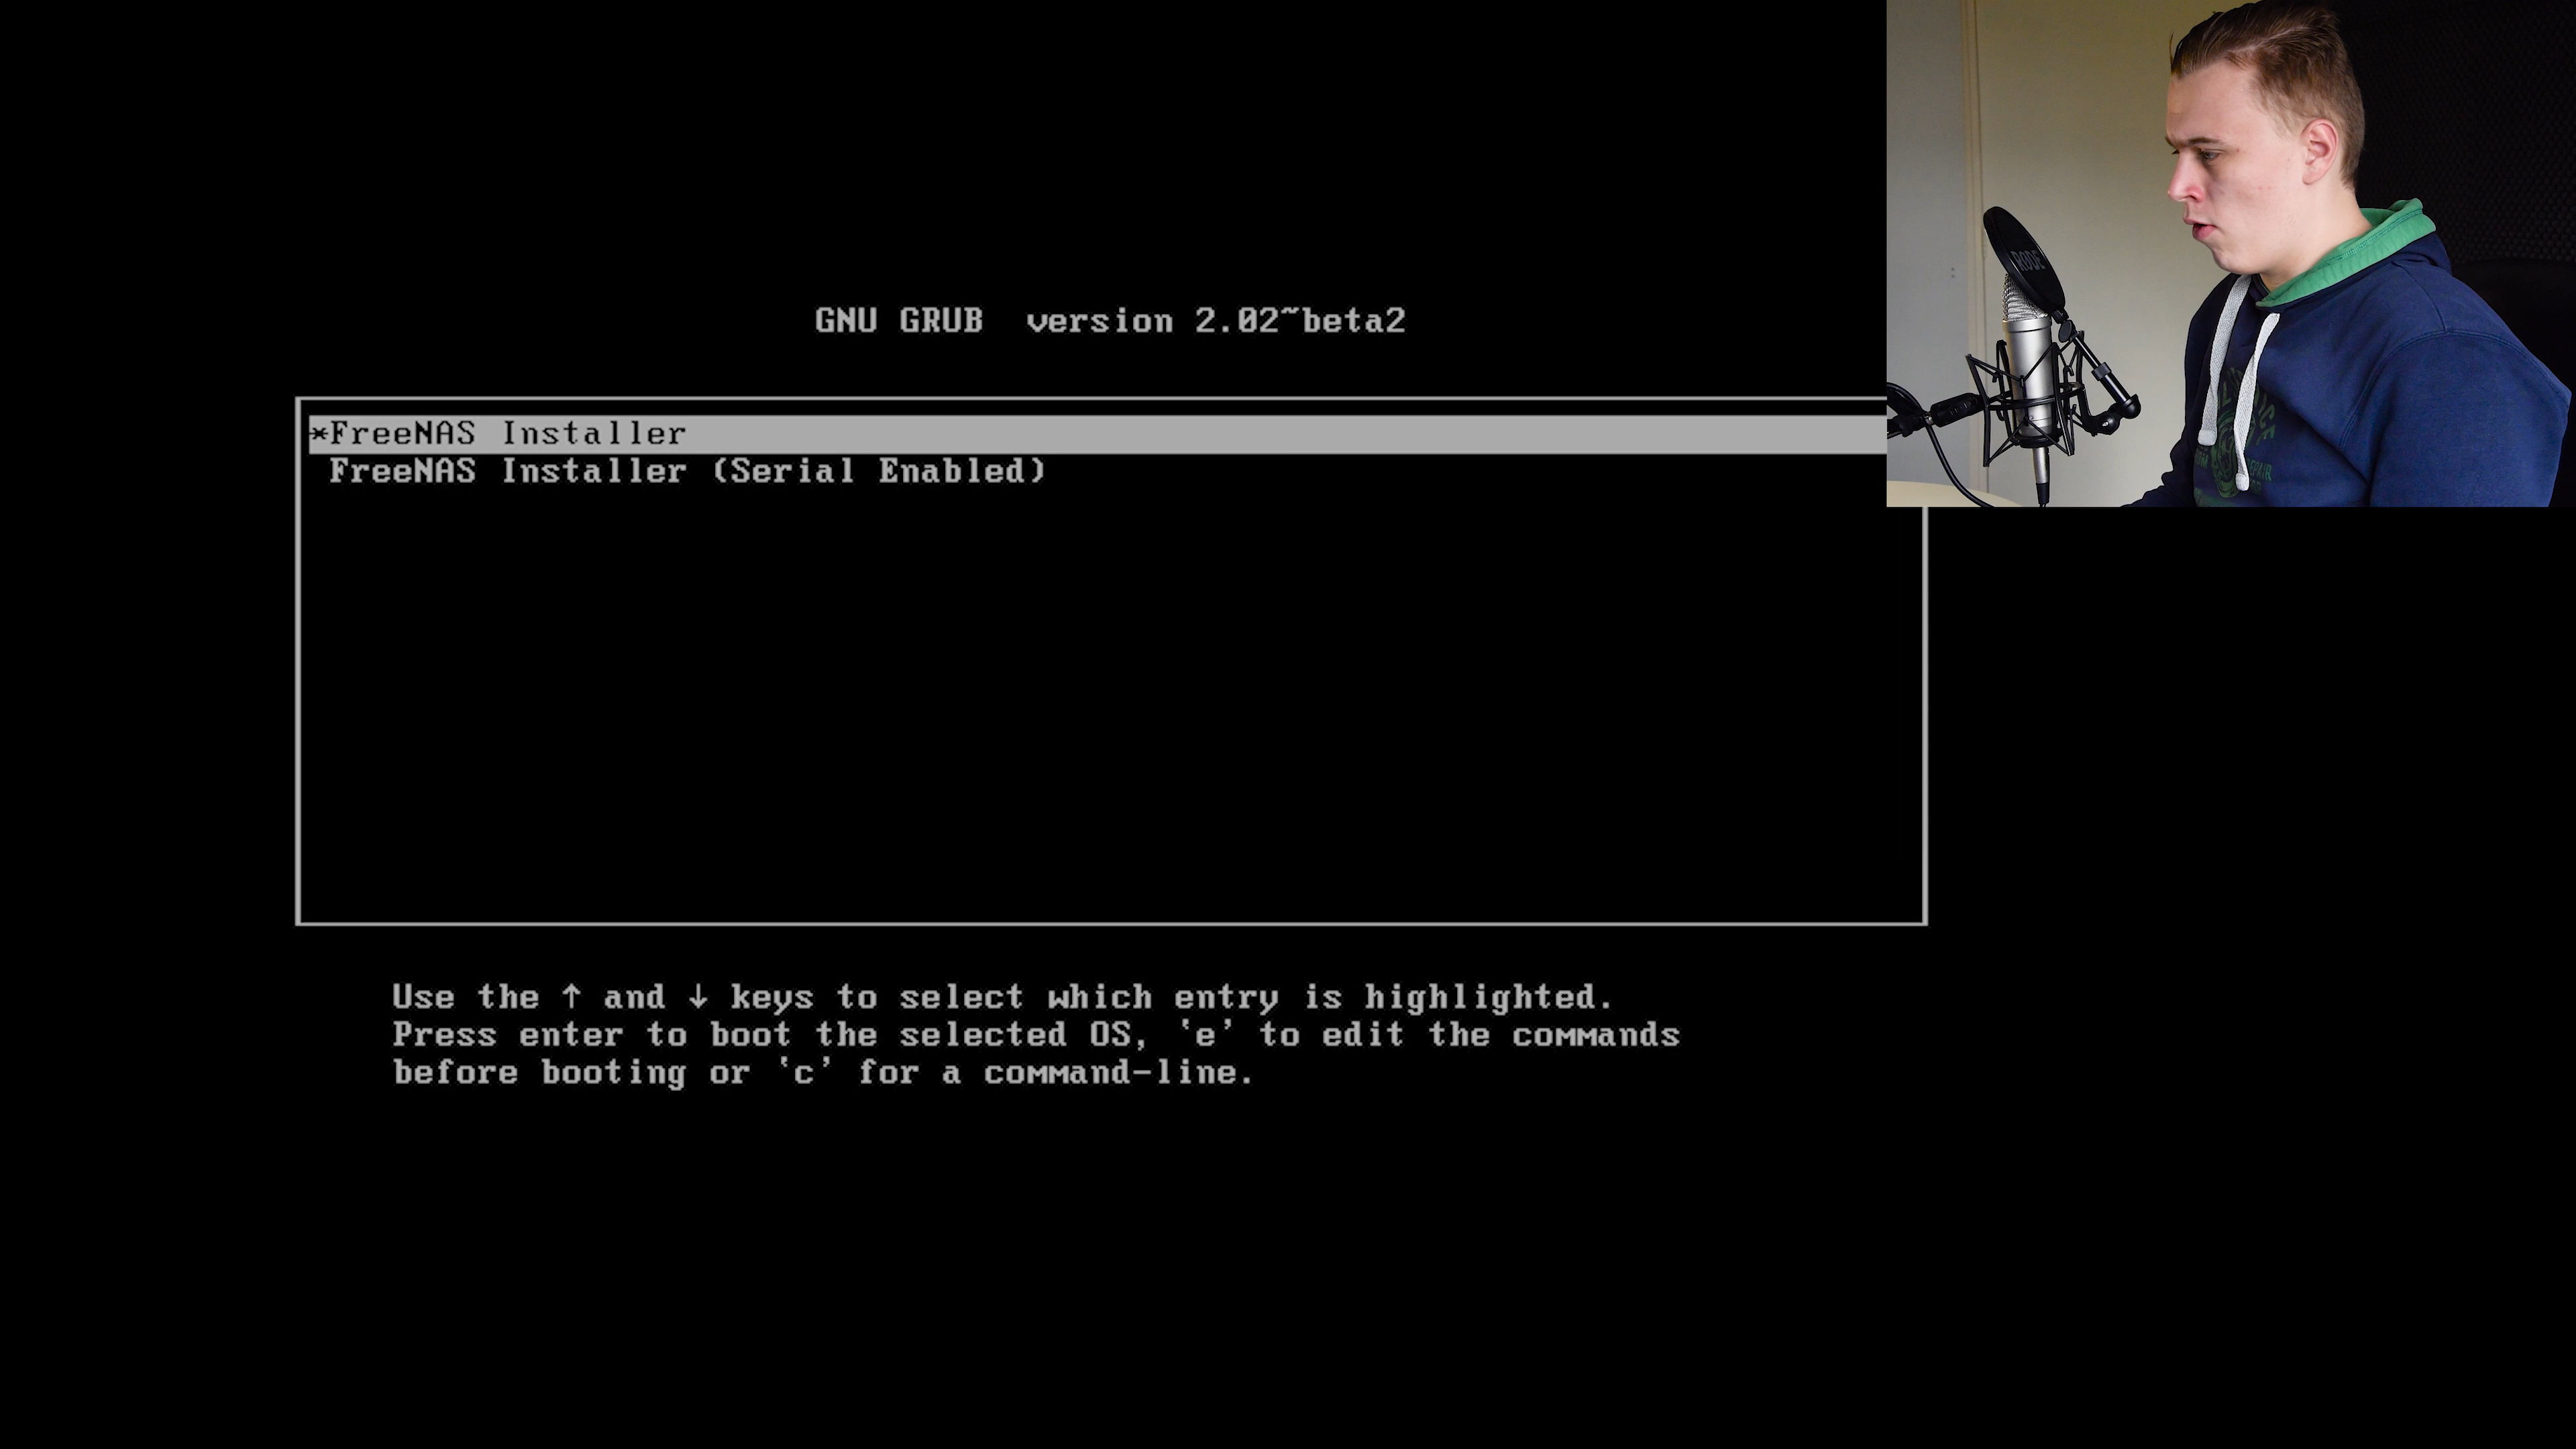 GNU GRUB  version 2.02~beta2
*FreeNAS Installer
FreeNAS Installer (Serial Enabled)
Use the ↑ and ↓ keys to select which entry is highlighted.
Press enter to boot the selected OS, `e' to edit the commands
before booting or `c' for a command-line.
RØDE